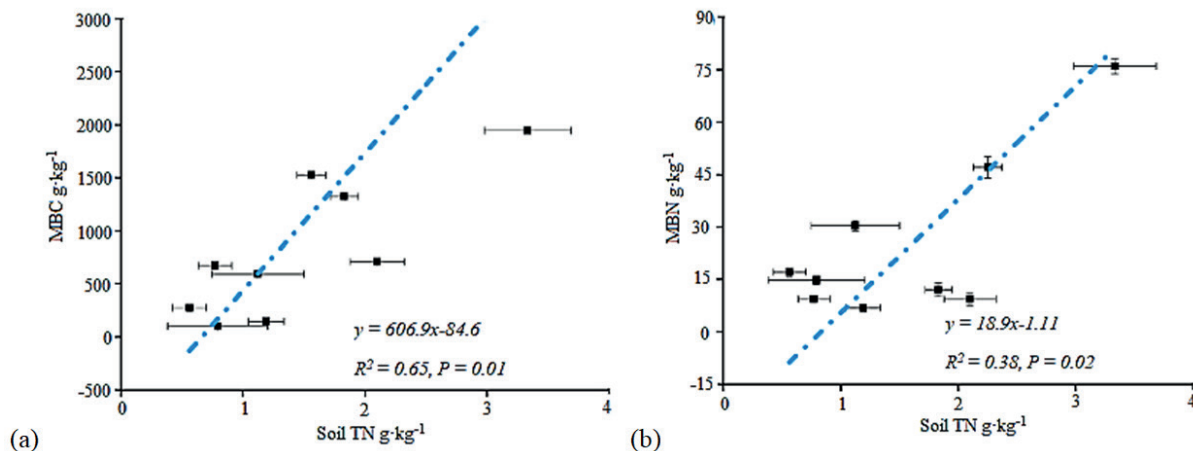 3000
2500
2000
1500
1000
500
0
-500
MBC g·kg⁻¹
0 1 2 3 4
Soil TN g·kg⁻¹
y = 606.9x-84.6
R² = 0.65, P = 0.01
(a)
75
60
45
30
15
0
-15
MBN g·kg⁻¹
0 1 2 3 4
Soil TN g·kg⁻¹
y = 18.9x-1.11
R² = 0.38, P = 0.02
(b)